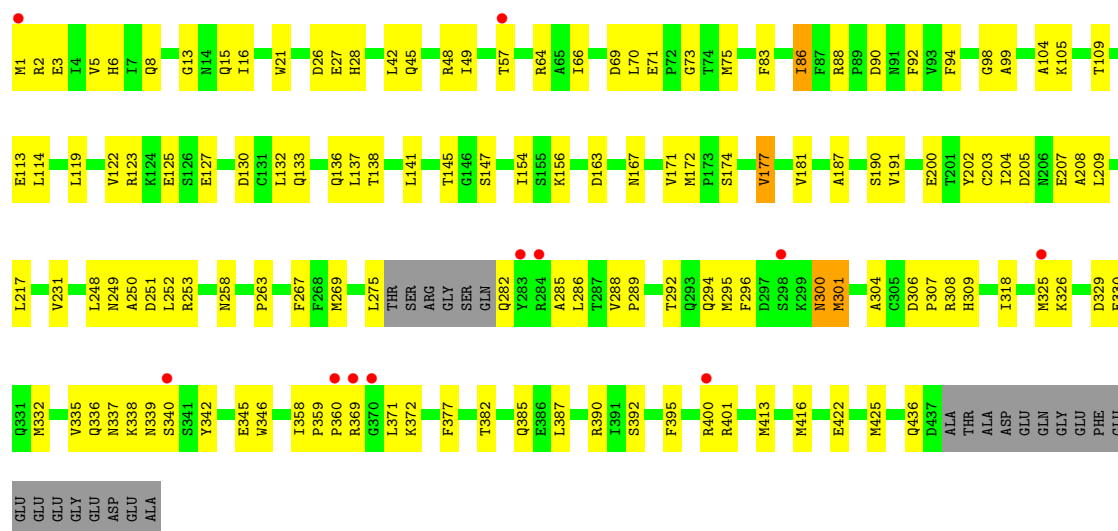 M1 R2 E3 I4 V5 H6 I7 Q8 G13 N14 Q15 I16 W21 D26 E27 H28 L42 Q45 R48 I49 T57 R64 A65 I66 D69 L70 E71 P72 G73 T74 M75 F83 I86 F87 R88 P89 D90 N91 F92 V93 F94 G98 A99 A104 K105 T109
E113 L114 L119 V122 R123 K124 E125 S126 E127 D130 C131 L132 Q133 Q136 L137 T138 L141 T145 G146 S147 I154 S155 K156 D163 N167 V171 M172 P173 S174 V177 V181 A187 S190 V191 E200 T201 Y202 C203 I204 D205 N206 E207 A208 L209
L217 V231 L248 N249 A250 D251 L252 R253 N258 P263 F267 F268 M269 L275 THR SER ARG GLY SER GLN Q282 Y283 R284 A285 L286 T287 V288 P289 T292 Q293 Q294 M295 F296 D297 S298 K299 N300 M301 A304 C305 D306 P307 R308 H309 I318 M325 K326 D329
Q331 M332 V335 Q336 N337 K338 N339 S340 S341 Y342 E345 W346 I358 P359 P360 R369 G370 L371 K372 F377 T382 Q385 E386 L387 R390 I391 S392 F395 R400 R401 M413 M416 E422 M425 Q436 D437 ALA THR ALA ASP GLU GLN GLY GLU PHE
GLU GLU GLU GLY GLU ASP GLU ALA